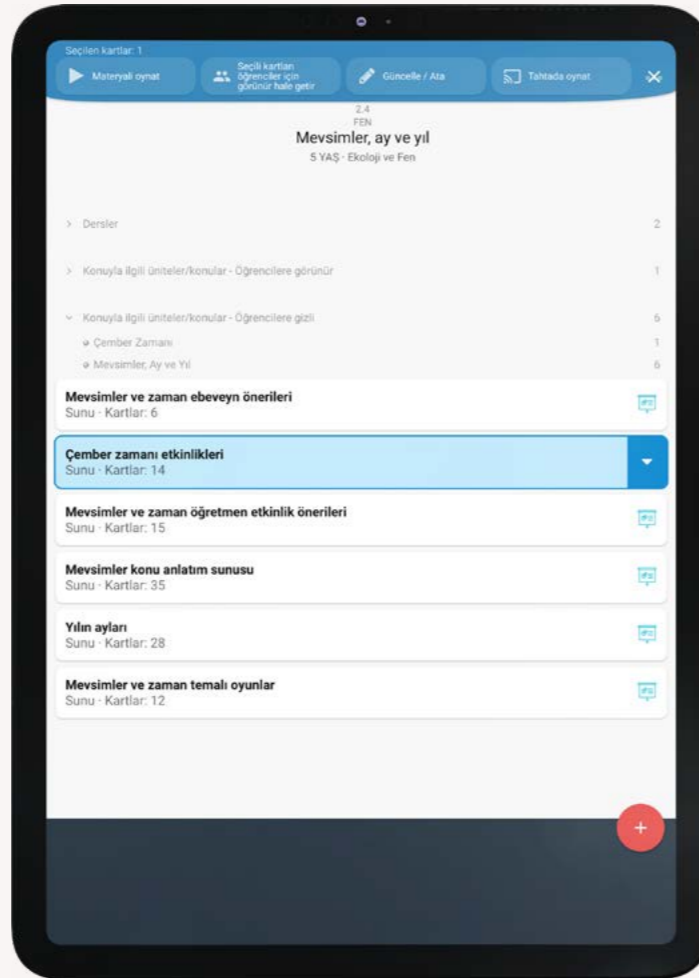 Seçilen kartlar: 1
Materyali oynat
Seçili kartları
öğrenciler için
görünür hale getir
Güncelle / Ata
Tahtada oynat
2.4
FEN
Mevsimler, ay ve yıl
5 YAŞ · Ekoloji ve Fen
Dersler 2
Konuyla ilgili üniteler/konular - Öğrencilere görünür 1
Konuyla ilgili üniteler/konular - Öğrencilere gizli 6
Çember Zamanı 1
Mevsimler, Ay ve Yıl 6
Mevsimler ve zaman ebeveyn önerileri
Sunu · Kartlar: 6
Çember zamanı etkinlikleri
Sunu · Kartlar: 14
Mevsimler ve zaman öğretmen etkinlik önerileri
Sunu · Kartlar: 15
Mevsimler konu anlatım sunusu
Sunu · Kartlar: 35
Yılın ayları
Sunu · Kartlar: 28
Mevsimler ve zaman temalı oyunlar
Sunu · Kartlar: 12